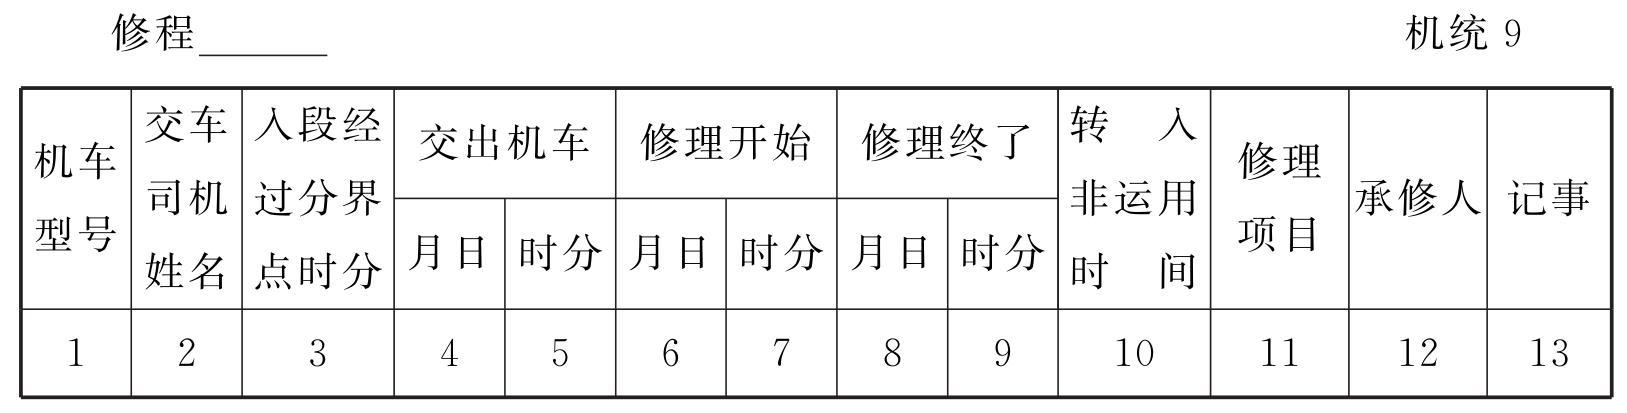 修程______ 机统 9
机车型号 交车司机姓名 入段经过分界点时分 交出机车 修理开始 修理终了 转入非运用时间 修理项目 承修人 记事
月日 时分 月日 时分 月日 时分
1 2 3 4 5 6 7 8 9 10 11 12 13